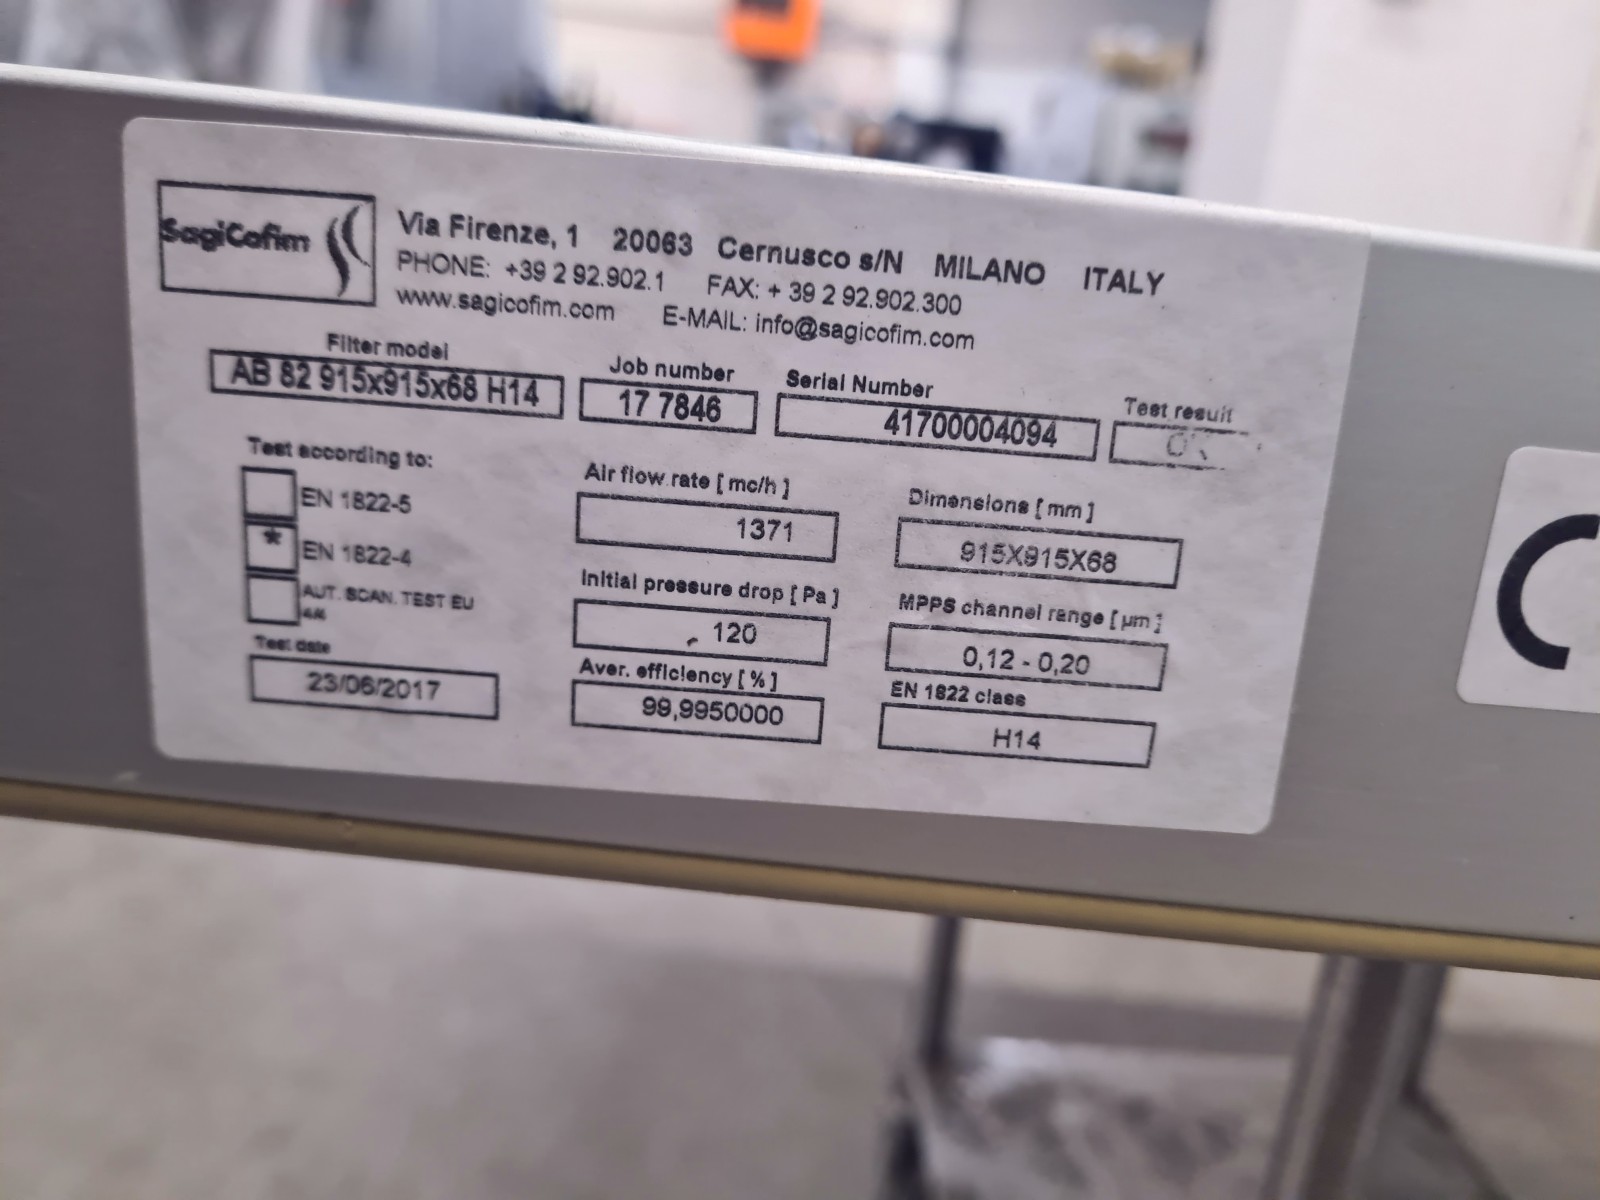 SagiCofim
Via Firenze, 1 20063 Cernusco s/N MILANO ITALY
PHONE: +39 2 92.902.1 FAX: + 39 2 92.902.300
www.sagicofim.com E-MAIL: info@sagicofim.com
Filter model
AB 82 915x915x68 H14
Job number
17 7846
Serial Number
41700004094
Test result
OK
Test according to:
EN 1822-5
* EN 1822-4
AUT. SCAN. TEST EU
4/4
Test date
23/06/2017
Air flow rate [ mc/h ]
1371
Initial pressure drop [ Pa ]
120
Aver. efficiency [ % ]
99,9950000
Dimensions [ mm ]
915X915X68
MPPS channel range [ µm ]
0,12 - 0,20
EN 1822 class
H14
C